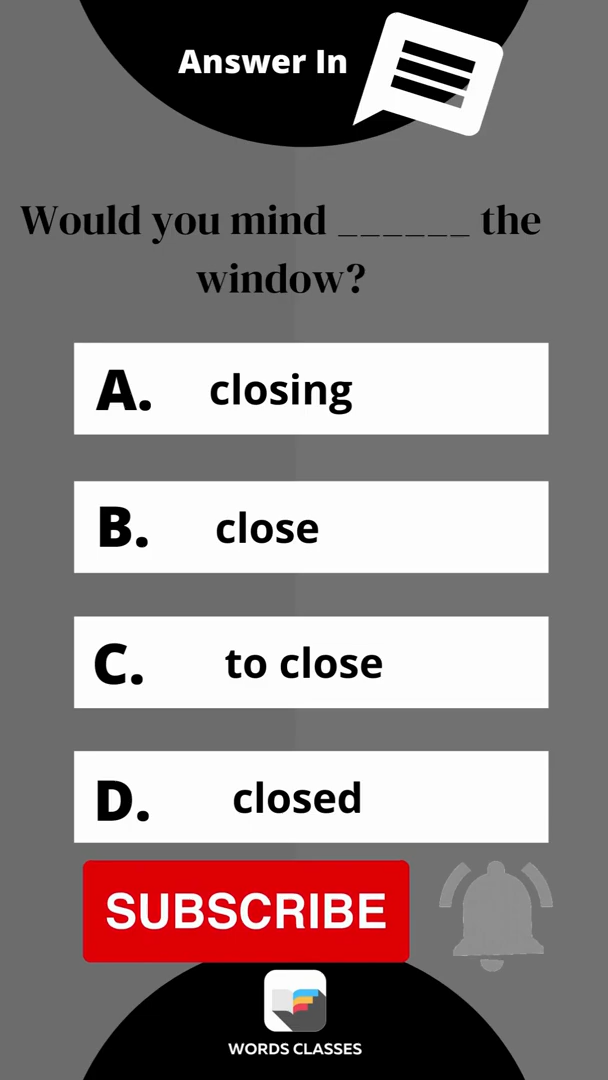 Answer In
Would you mind ______ the
window?
A. closing
B. close
C. to close
D. closed
SUBSCRIBE
WORDS CLASSES